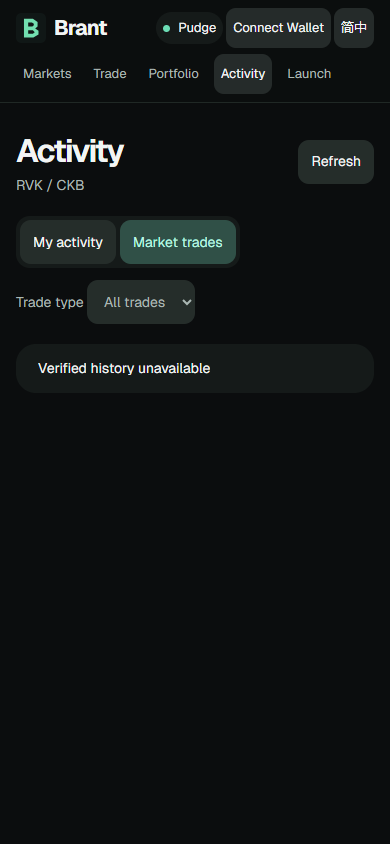 B Brant Pudge Connect Wallet 简中
Markets Trade Portfolio Activity Launch
Activity
RVK / CKB
Refresh
My activity Market trades
Trade type All trades
Verified history unavailable